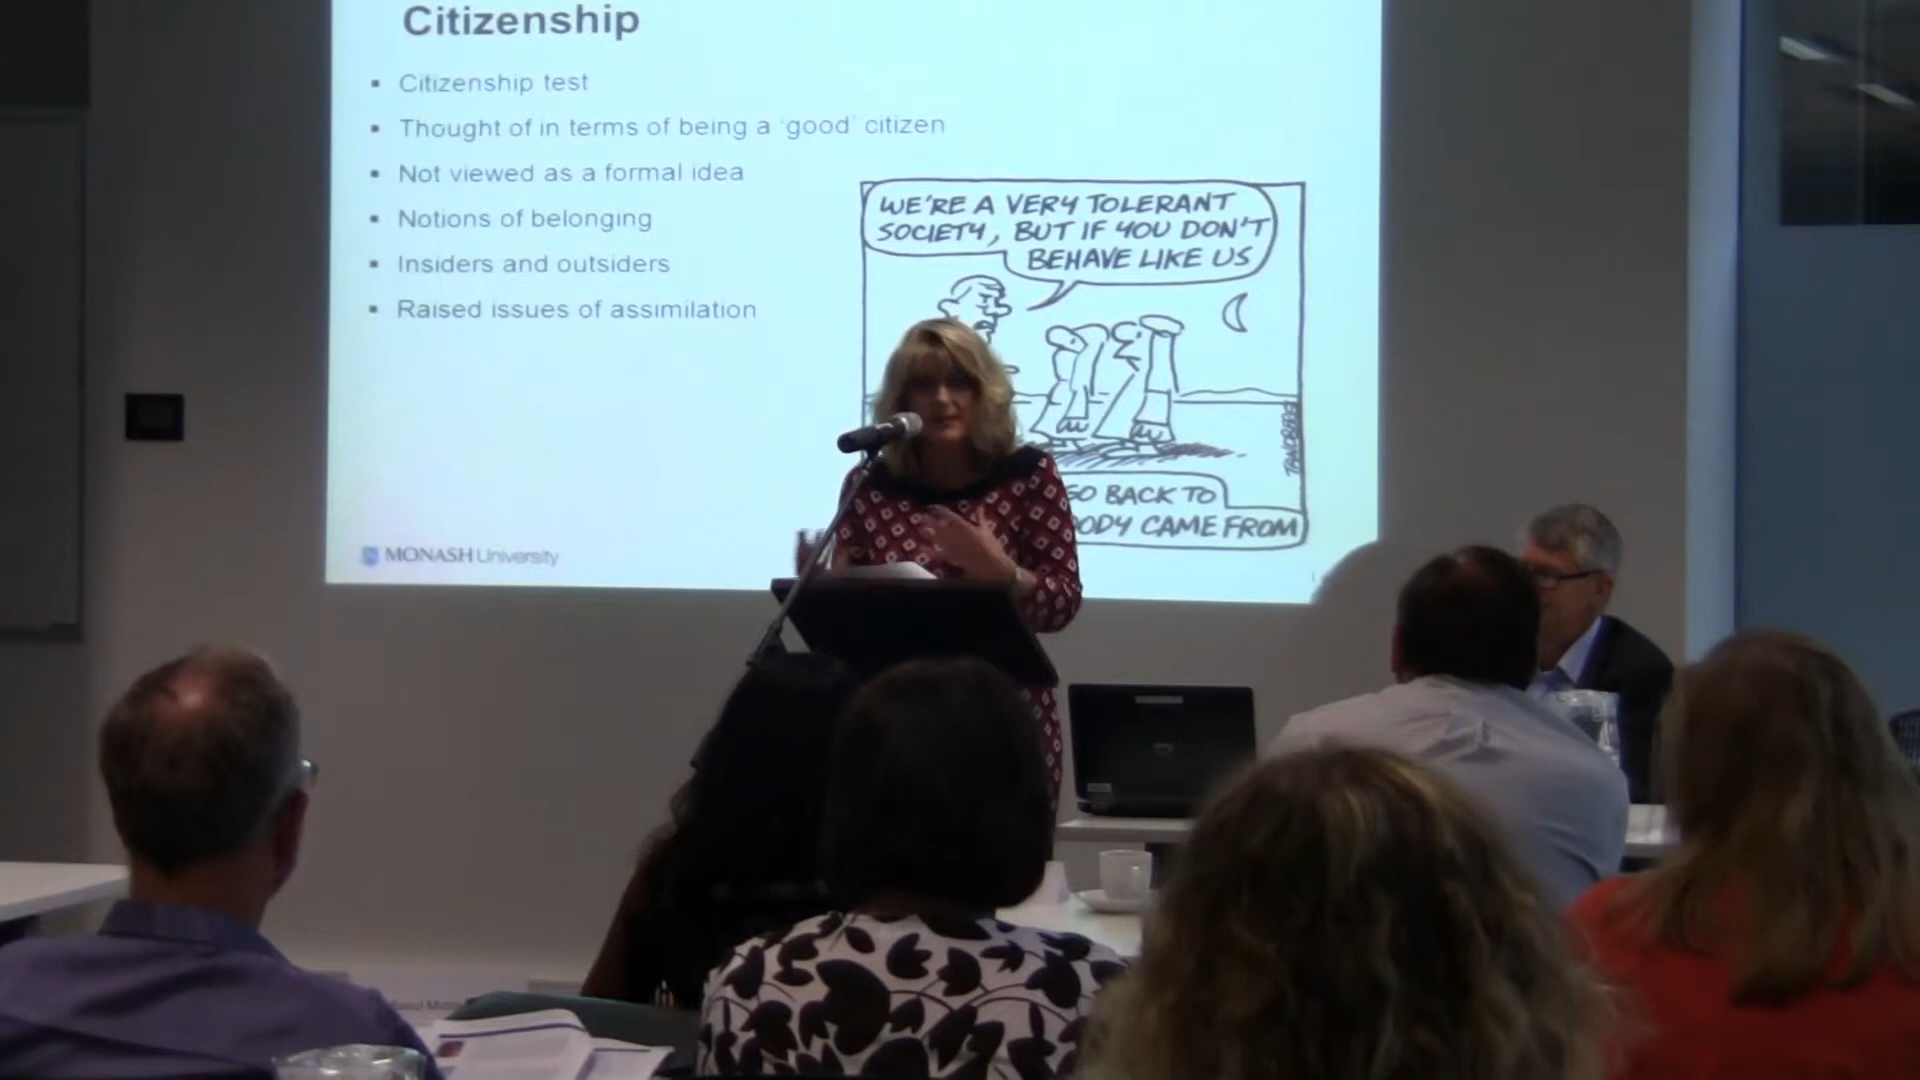 Citizenship
Citizenship test
Thought of in terms of being a 'good' citizen
Not viewed as a formal idea
Notions of belonging
Insiders and outsiders
Raised issues of assimilation
WE'RE A VERY TOLERANT
SOCIETY, BUT IF YOU DON'T
BEHAVE LIKE US
TANDBERG
GO BACK TO
ODY CAME FROM
MONASH University